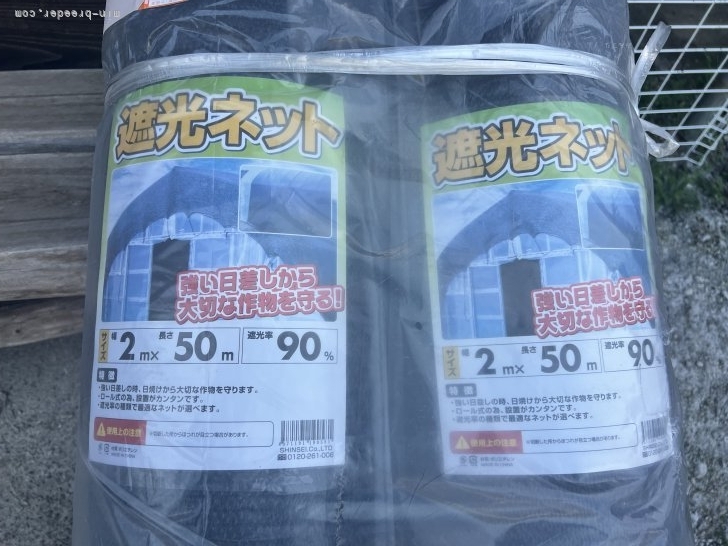 min-breeder.com
遮光ネット
強い日差しから
大切な作物を守る!
サイズ 幅 2m× 長さ 50m 遮光率 90%
特徴
・強い日差しの時、日焼けから大切な作物を守ります。
・ロール式の為、設置がカンタンです。
・遮光率の種類で最適なネットが選べます。
使用上の注意
SHINSEI.Co.,LTD
0120-261-006
遮光ネット
強い日差しから
大切な作物を守る
サイズ 幅 2m× 長さ 50m 遮光率 90
特徴
・強い日差しの時、日焼けから大切な作物を守ります。
・ロール式の為、設置がカンタンです。
・遮光率の種類で最適なネットが選べます。
使用上の注意